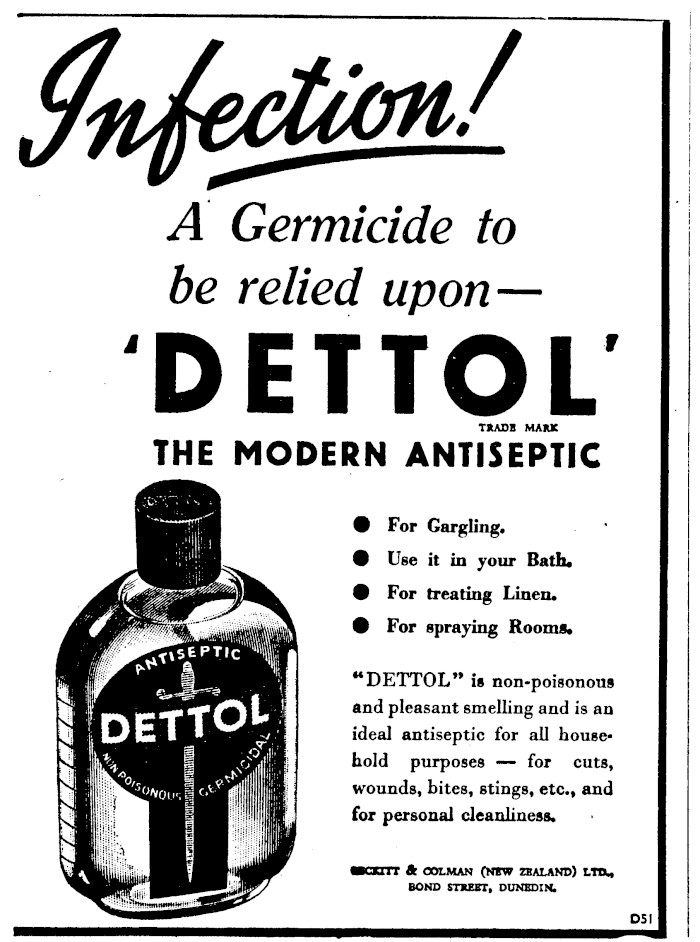 Infection!
A Germicide to
be relied upon—
'DETTOL'
TRADE MARK
THE MODERN ANTISEPTIC
● For Gargling.
● Use it in your Bath.
● For treating Linen.
● For spraying Rooms.
ANTISEPTIC
DETTOL
NON POISONOUS GERMICIDAL
"DETTOL" is non-poisonous
and pleasant smelling and is an
ideal antiseptic for all house-
hold purposes — for cuts,
wounds, bites, stings, etc., and
for personal cleanliness.
& COLMAN (NEW ZEALAND) LTD.,
BOND STREET, DUNEDIN.
D51